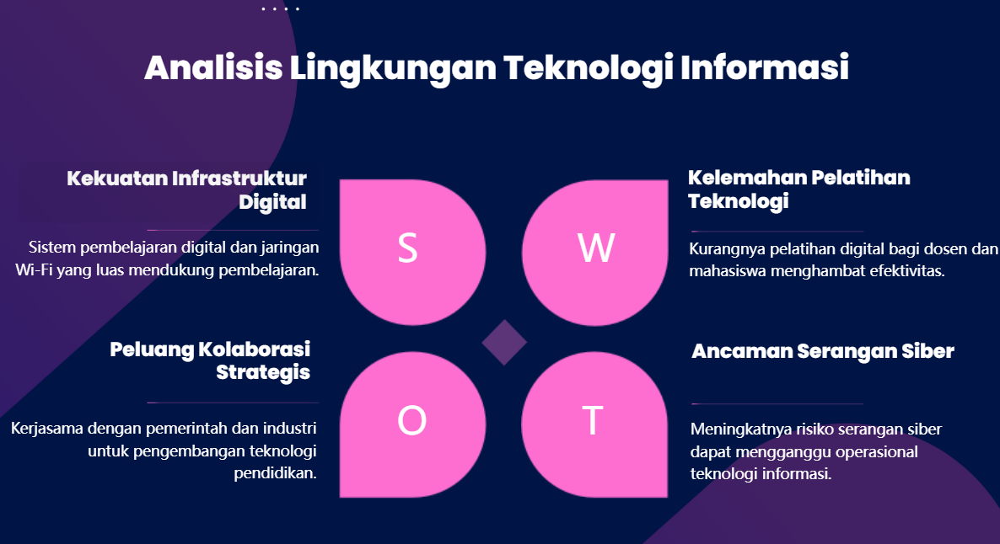 Analisis Lingkungan Teknologi Informasi
Kekuatan Infrastruktur
Digital
Sistem pembelajaran digital dan jaringan
Wi-Fi yang luas mendukung pembelajaran.
S
W
Kelemahan Pelatihan
Teknologi
Kurangnya pelatihan digital bagi dosen dan
mahasiswa menghambat efektivitas.
Peluang Kolaborasi
Strategis
Kerjasama dengan pemerintah dan industri
untuk pengembangan teknologi
pendidikan.
O
T
Ancaman Serangan Siber
Meningkatnya risiko serangan siber
dapat mengganggu operasional
teknologi informasi.